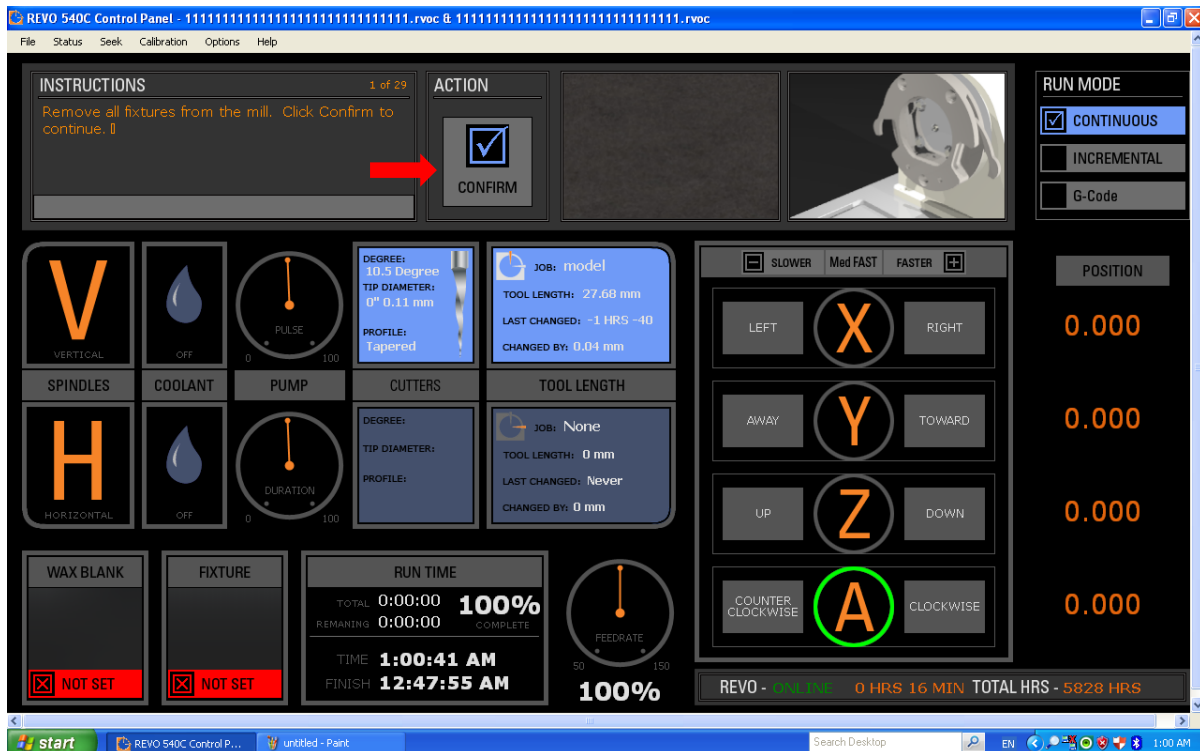 REVO 540C Control Panel - 11111111111111111111111111111111.rvoc & 11111111111111111111111111111111.rvoc
File Status Seek Calibration Options Help
INSTRUCTIONS 1 of 29
Remove all fixtures from the mill. Click Confirm to
continue.
ACTION
CONFIRM
RUN MODE
CONTINUOUS
INCREMENTAL
G-Code
V
VERTICAL
OFF
PULSE
0 100
DEGREE:
10.5 Degree
TIP DIAMETER:
0" 0.11 mm
PROFILE:
Tapered
JOB: model
TOOL LENGTH: 27.68 mm
LAST CHANGED: -1 HRS -40
CHANGED BY: 0.04 mm
SPINDLES COOLANT PUMP CUTTERS TOOL LENGTH
H
HORIZONTAL
OFF
DURATION
0 100
DEGREE:
TIP DIAMETER:
PROFILE:
JOB: None
TOOL LENGTH: 0 mm
LAST CHANGED: Never
CHANGED BY: 0 mm
SLOWER Med FAST FASTER
POSITION
LEFT X RIGHT 0.000
AWAY Y TOWARD 0.000
UP Z DOWN 0.000
COUNTER
CLOCKWISE A CLOCKWISE 0.000
WAX BLANK
NOT SET
FIXTURE
NOT SET
RUN TIME
TOTAL 0:00:00 100%
REMANING 0:00:00 COMPLETE
TIME 1:00:41 AM
FINISH 12:47:55 AM
FEEDRATE
50 150
100%
REVO - ONLINE 0 HRS 16 MIN TOTAL HRS - 5828 HRS
start REVO 540C Control P... untitled - Paint Search Desktop EN 1:00 AM